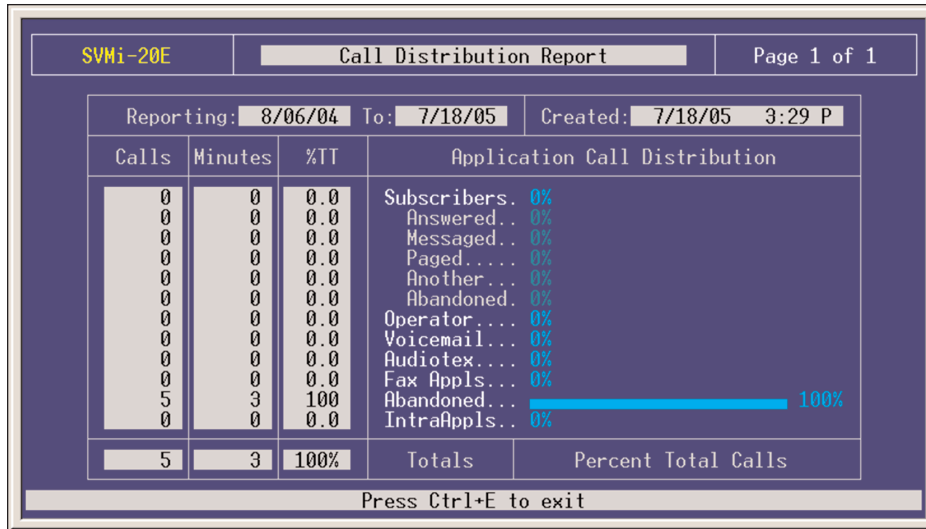 SVMi-20E Call Distribution Report Page 1 of 1
Reporting: 8/06/04 To: 7/18/05 Created: 7/18/05 3:29 P
Calls Minutes %TT Application Call Distribution
0 0 0.0 Subscribers. 0%
0 0 0.0 Answered.. 0%
0 0 0.0 Messaged.. 0%
0 0 0.0 Paged..... 0%
0 0 0.0 Another... 0%
0 0 0.0 Abandoned. 0%
0 0 0.0 Operator.... 0%
0 0 0.0 Voicemail... 0%
0 0 0.0 Audiotex.... 0%
0 0 0.0 Fax Appls... 0%
5 3 100 Abandoned... 100%
0 0 0.0 IntraAppls.. 0%
5 3 100% Totals Percent Total Calls
Press Ctrl+E to exit